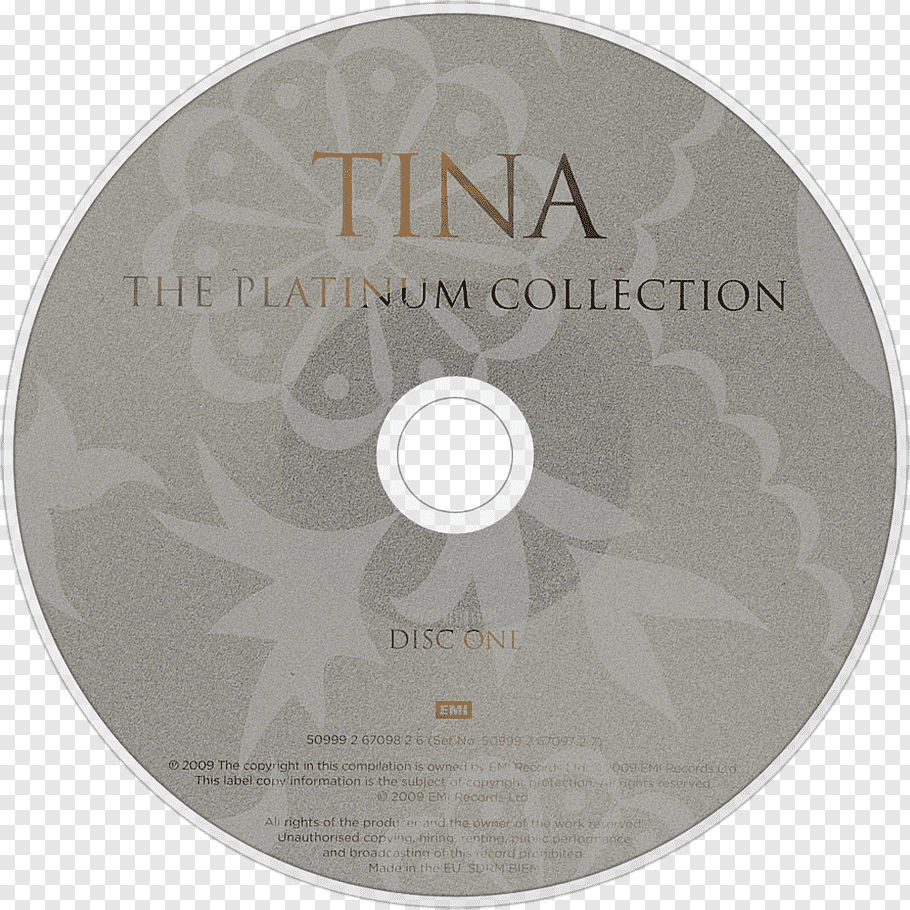 TINA
THE PLATINUM COLLECTION
DISC ONE
EMI
50999 2 67098 2 6 (Set No. 50999 2 67097 2 7)
℗ 2009 The copyright in this compilation is owned by EMI Records Ltd. © 2009 EMI Records Ltd.
This label copy information is the subject of copyright protection. All rights reserved.
© 2009 EMI Records Ltd
All rights of the producer and the owner of the work reserved.
Unauthorised copying, hiring, renting, public performance
and broadcasting of this record prohibited.
Made in the EU. SDRM BIEM